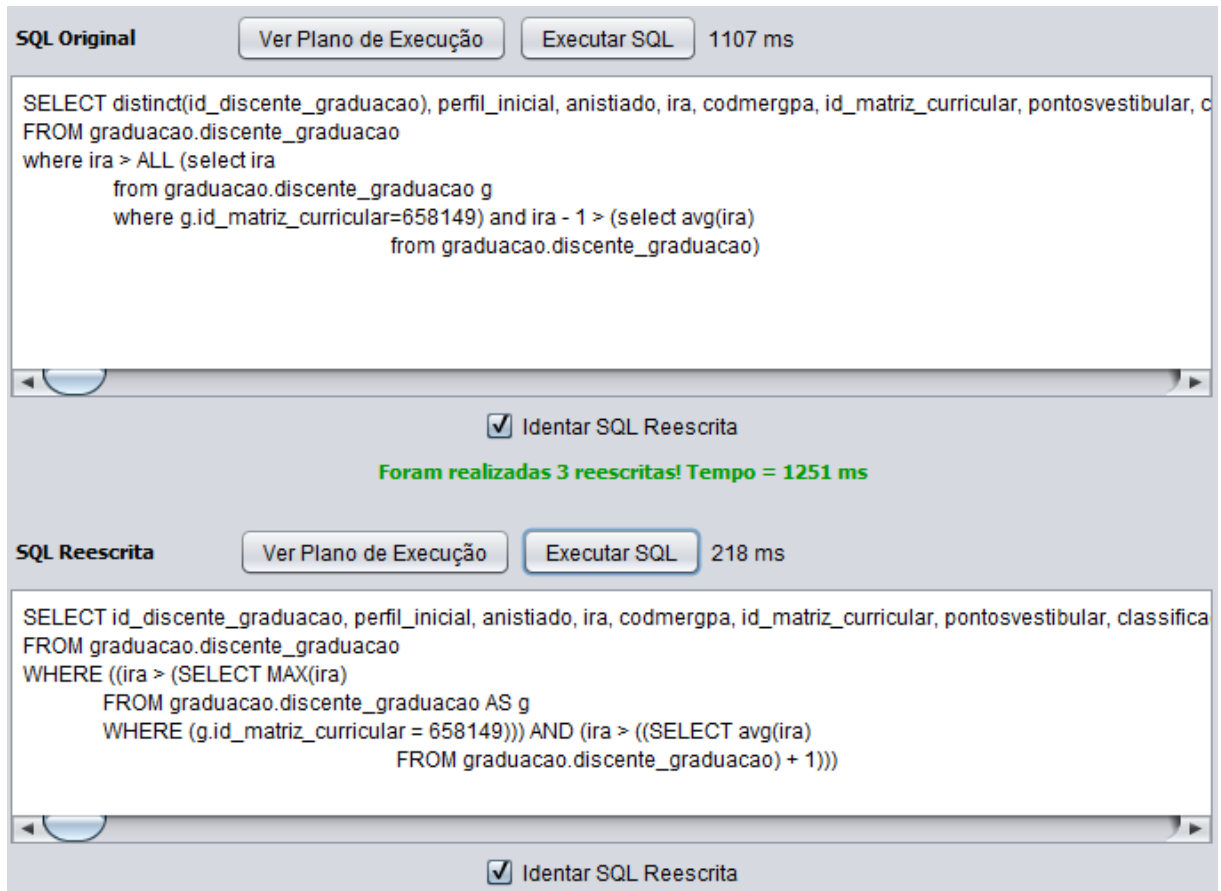 SQL Original Ver Plano de Execução Executar SQL 1107 ms
SELECT distinct(id_discente_graduacao), perfil_inicial, anistiado, ira, codmergpa, id_matriz_curricular, pontosvestibular, c
FROM graduacao.discente_graduacao
where ira > ALL (select ira
from graduacao.discente_graduacao g
where g.id_matriz_curricular=658149) and ira - 1 > (select avg(ira)
from graduacao.discente_graduacao)
Identar SQL Reescrita
Foram realizadas 3 reescritas! Tempo = 1251 ms
SQL Reescrita Ver Plano de Execução Executar SQL 218 ms
SELECT id_discente_graduacao, perfil_inicial, anistiado, ira, codmergpa, id_matriz_curricular, pontosvestibular, classifica
FROM graduacao.discente_graduacao
WHERE ((ira > (SELECT MAX(ira)
FROM graduacao.discente_graduacao AS g
WHERE (g.id_matriz_curricular = 658149))) AND (ira > ((SELECT avg(ira)
FROM graduacao.discente_graduacao) + 1)))
Identar SQL Reescrita